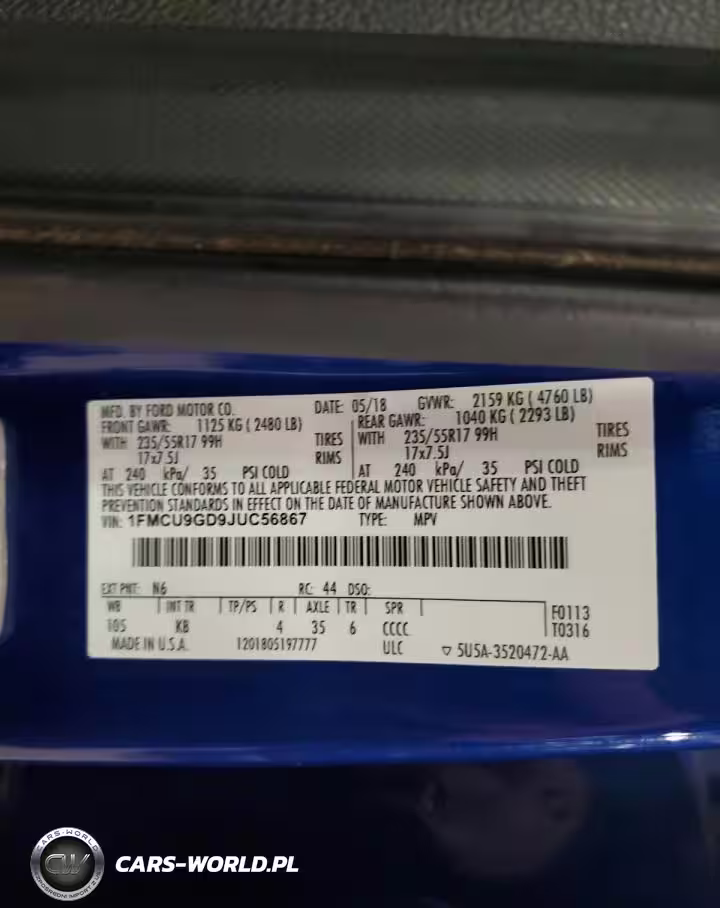 MFD. BY FORD MOTOR CO. DATE: 05/18 GVWR: 2159 KG ( 4760 LB)
FRONT GAWR: 1125 KG ( 2480 LB) REAR GAWR: 1040 KG ( 2293 LB)
WITH 235/55R17 99H TIRES WITH 235/55R17 99H TIRES
17x7.5J RIMS 17x7.5J RIMS
AT 240 kPa/ 35 PSI COLD AT 240 kPa/ 35 PSI COLD
THIS VEHICLE CONFORMS TO ALL APPLICABLE FEDERAL MOTOR VEHICLE SAFETY AND THEFT
PREVENTION STANDARDS IN EFFECT ON THE DATE OF MANUFACTURE SHOWN ABOVE.
VIN: 1FMCU9GD9JUC56867 TYPE: MPV
EXT PNT: N6 RC: 44 DSO:
WB INT TR TP/PS R AXLE TR SPR F0113
105 KB 4 35 6 CCCC T0316
MADE IN U.S.A. 1201805197777 ULC ▽ 5U5A-3520472-AA
CARS-WORLD
CW
CARS-WORLD.PL